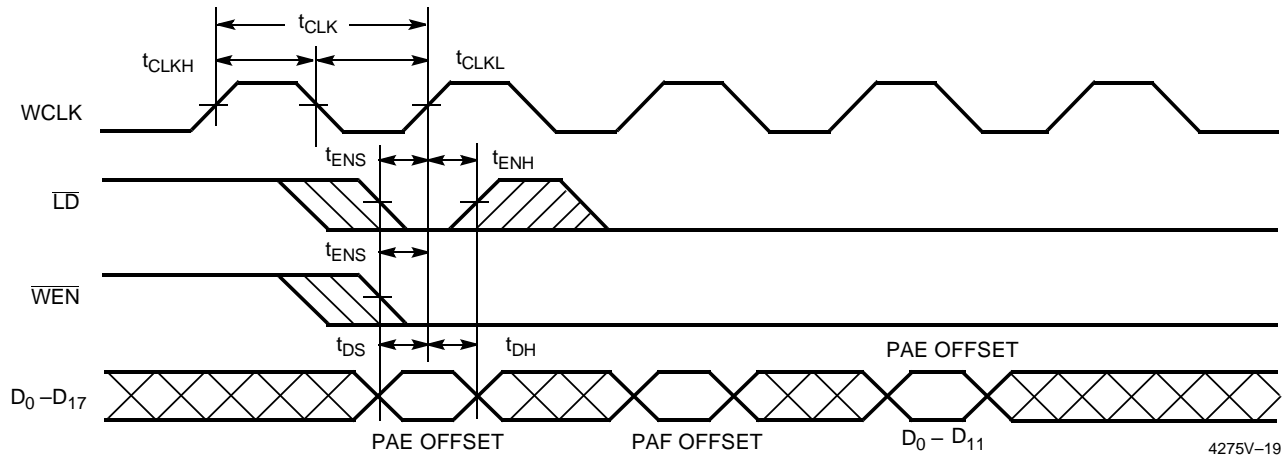 tCLK
tCLKH
tCLKL
WCLK
tENS
tENH
LD
tENS
WEN
tDS
tDH
PAE OFFSET
D0 –D17
PAE OFFSET
PAF OFFSET
D0 – D11
4275V–19